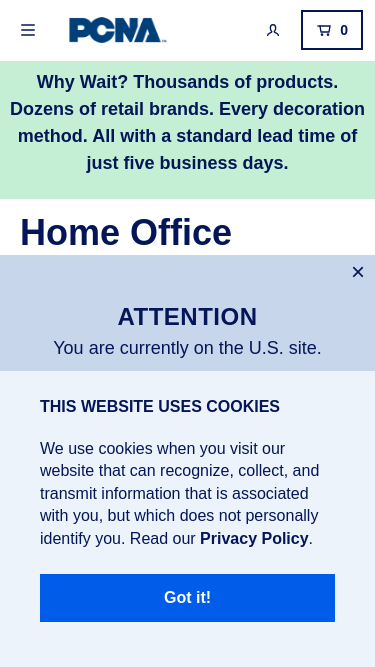 PCNA
0
Why Wait? Thousands of products.
Dozens of retail brands. Every decoration
method. All with a standard lead time of
just five business days.
Home Office
ATTENTION
You are currently on the U.S. site.
THIS WEBSITE USES COOKIES
We use cookies when you visit our
website that can recognize, collect, and
transmit information that is associated
with you, but which does not personally
identify you. Read our Privacy Policy.
Got it!